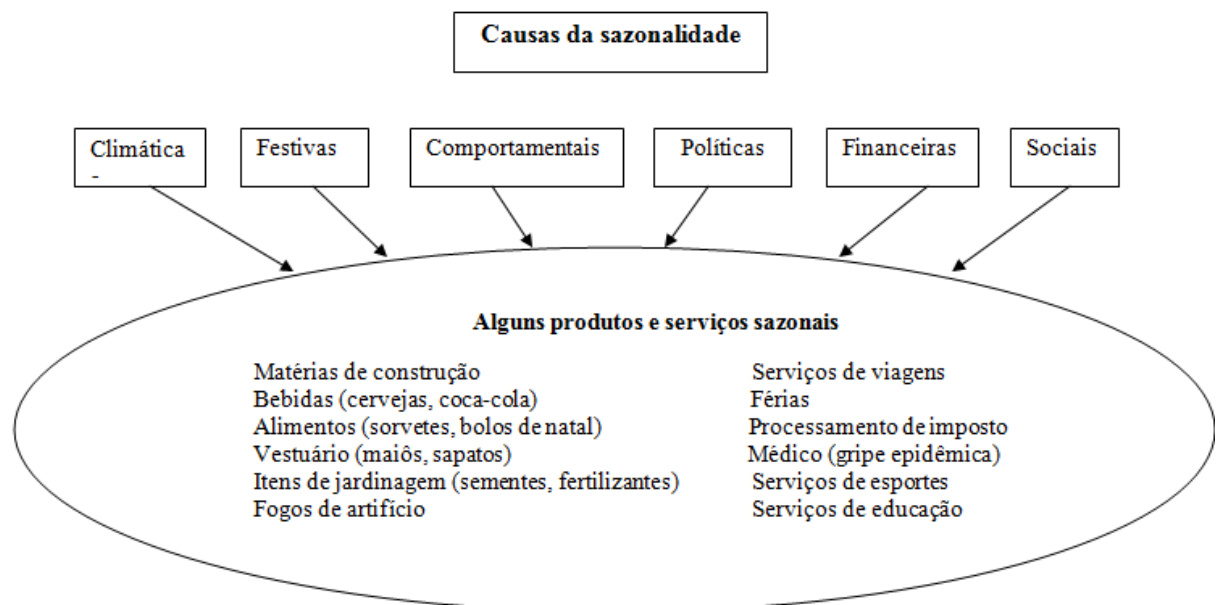 Causas da sazonalidade
Climática
-
Festivas
Comportamentais
Políticas
Financeiras
Sociais
Alguns produtos e serviços sazonais
Matérias de construção
Bebidas (cervejas, coca-cola)
Alimentos (sorvetes, bolos de natal)
Vestuário (maiôs, sapatos)
Itens de jardinagem (sementes, fertilizantes)
Fogos de artifício
Serviços de viagens
Férias
Processamento de imposto
Médico (gripe epidêmica)
Serviços de esportes
Serviços de educação